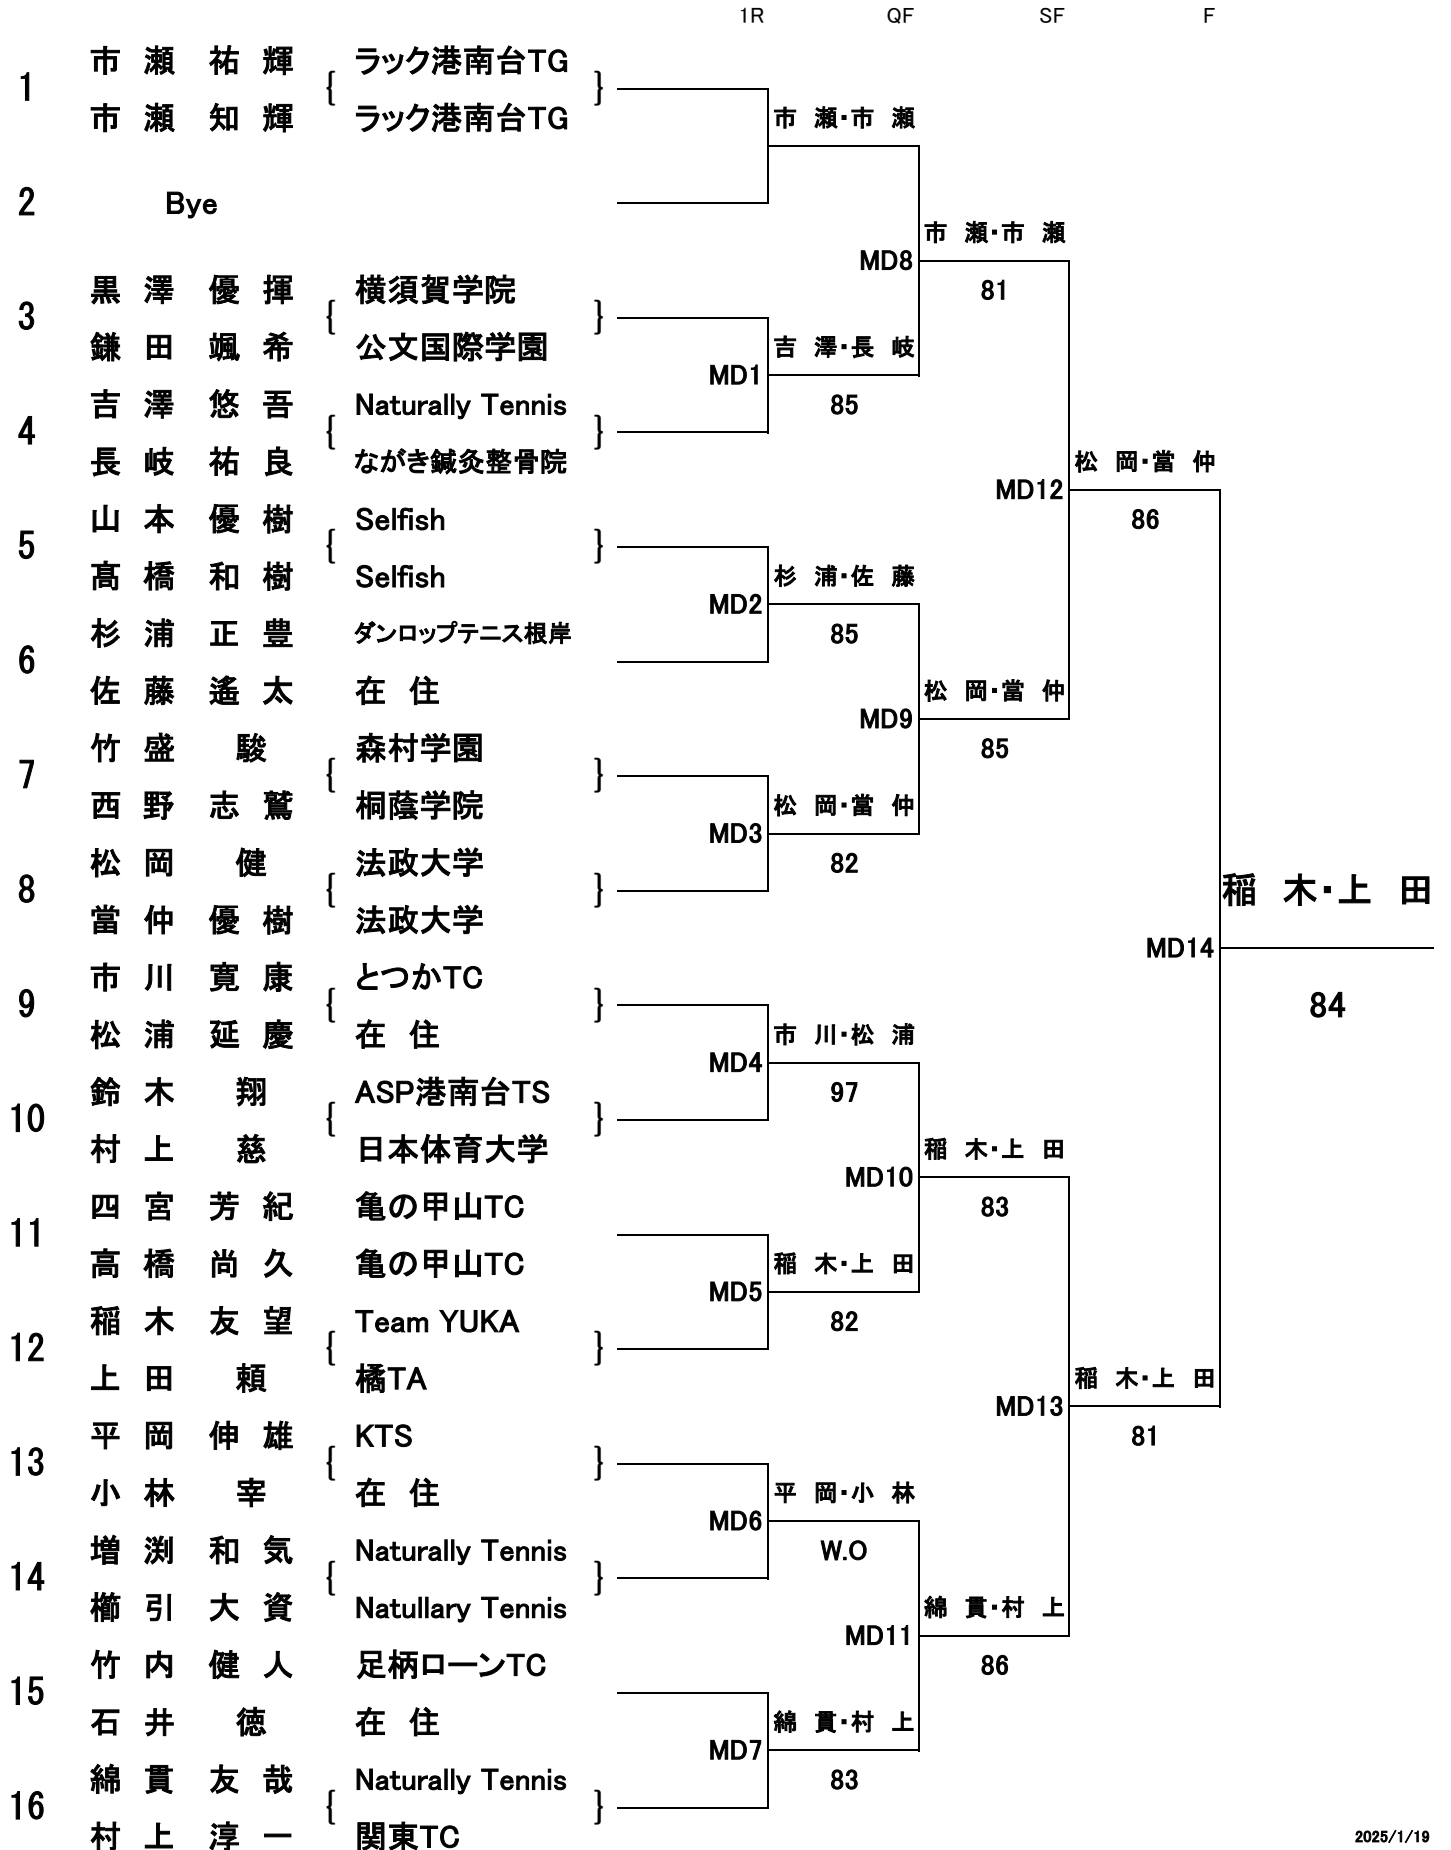 1R QF SF F
市 瀬 祐 輝 { ラック港南台TG }
1
市 瀬 知 輝 ラック港南台TG
市 瀬・市 瀬
2 Bye
市 瀬・市 瀬
MD8
81
黒 澤 優 揮 { 横須賀学院 }
3
鎌 田 颯 希 公文国際学園
吉 澤・長 岐
MD1
85
吉 澤 悠 吾 { Naturally Tennis }
4
長 岐 祐 良 ながき鍼灸整骨院
松 岡・當 仲
MD12
86
山 本 優 樹 { Selfish }
5
髙 橋 和 樹 Selfish
杉 浦・佐 藤
MD2
85
杉 浦 正 豊 ダンロップテニス根岸
6
佐 藤 遙 太 在 住
松 岡・當 仲
MD9
85
竹 盛 駿 { 森村学園 }
7
西 野 志 鷲 桐蔭学院
松 岡・當 仲
MD3
82
松 岡 健 { 法政大学 }
8
當 仲 優 樹 法政大学
稲 木・上 田
MD14
84
市 川 寛 康 { とつかTC }
9
松 浦 延 慶 在 住
市 川・松 浦
MD4
97
鈴 木 翔 { ASP港南台TS }
10
村 上 慈 日本体育大学
稲 木・上 田
MD10
83
四 宮 芳 紀 亀の甲山TC
11
高 橋 尚 久 亀の甲山TC
稲 木・上 田
MD5
82
稲 木 友 望 { Team YUKA }
12
上 田 頼 橘TA
稲 木・上 田
MD13
81
平 岡 伸 雄 { KTS }
13
小 林 宰 在 住
平 岡・小 林
MD6
W.O
増 渕 和 気 { Naturally Tennis }
14
櫛 引 大 資 Natullary Tennis
綿 貫・村 上
MD11
86
竹 内 健 人 足柄ローンTC
15
石 井 徳 在 住
綿 貫・村 上
MD7
83
綿 貫 友 哉 { Naturally Tennis }
16
村 上 淳 一 関東TC
2025/1/19